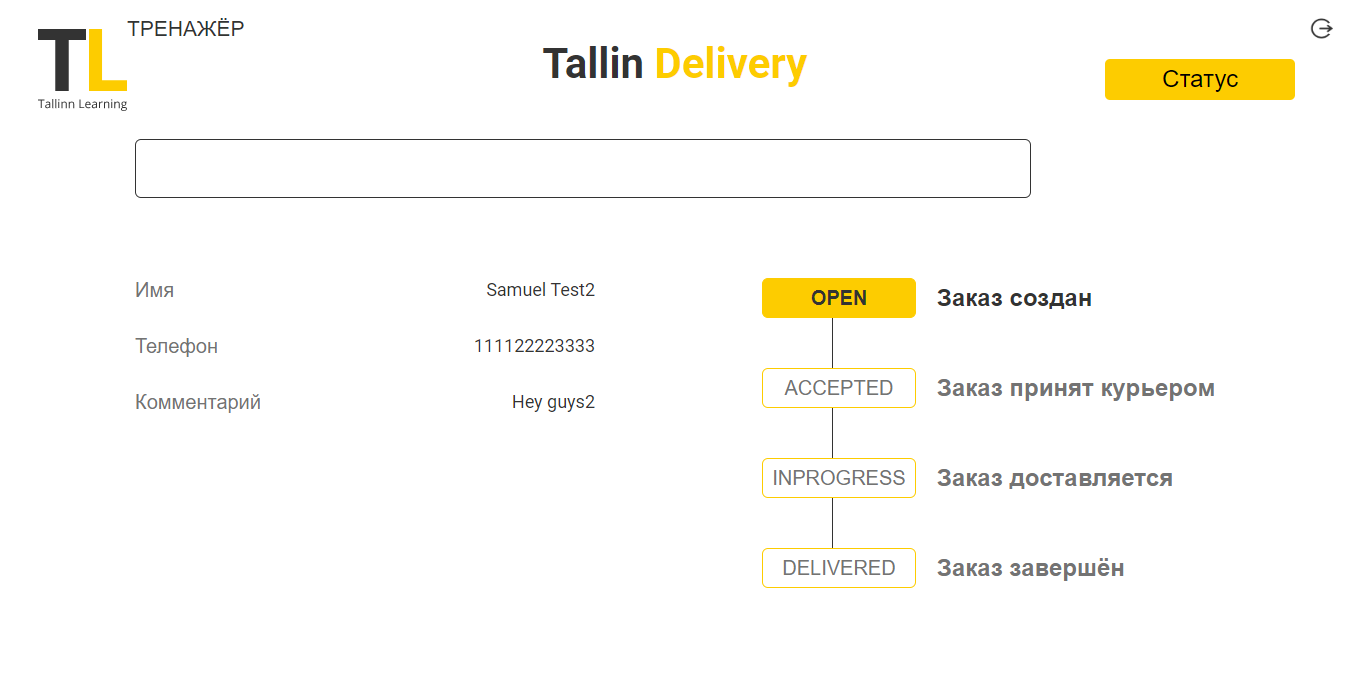 ТРЕНАЖЁР
TL
Tallinn Learning
Tallin Delivery
Статус
Имя Samuel Test2
Телефон 111122223333
Комментарий Hey guys2
OPEN Заказ создан
ACCEPTED Заказ принят курьером
INPROGRESS Заказ доставляется
DELIVERED Заказ завершён